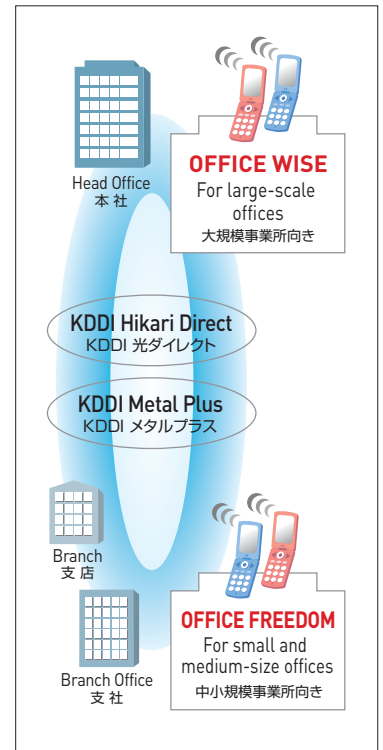 Head Office
本 社
OFFICE WISE
For large-scale
offices
大規模事業所向き
KDDI Hikari Direct
KDDI 光ダイレクト
KDDI Metal Plus
KDDI メタルプラス
Branch
支 店
Branch Office
支 社
OFFICE FREEDOM
For small and
medium-size offices
中小規模事業所向き